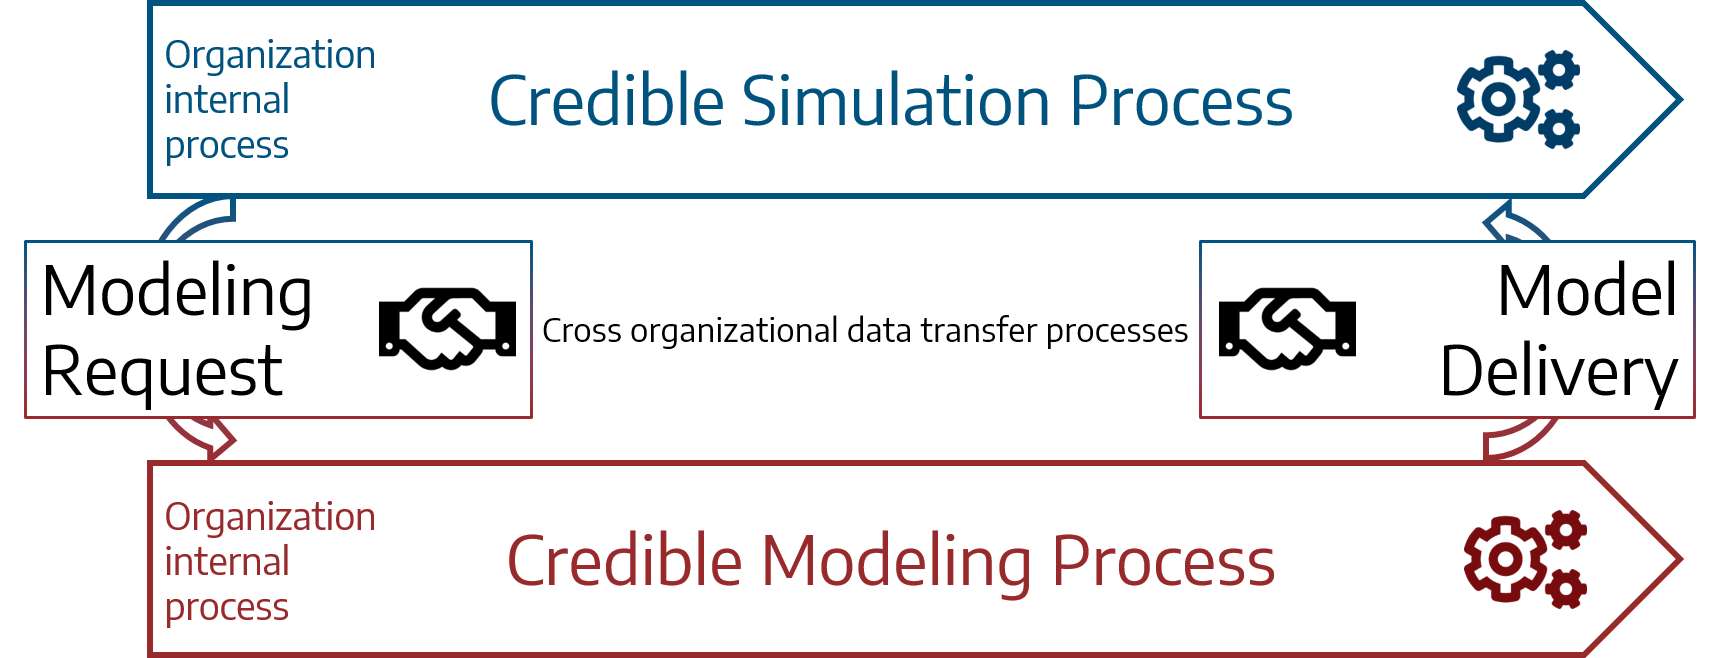 Organization
internal
process
Credible Simulation Process
Modeling
Request
Cross organizational data transfer processes
Model
Delivery
Organization
internal
process
Credible Modeling Process